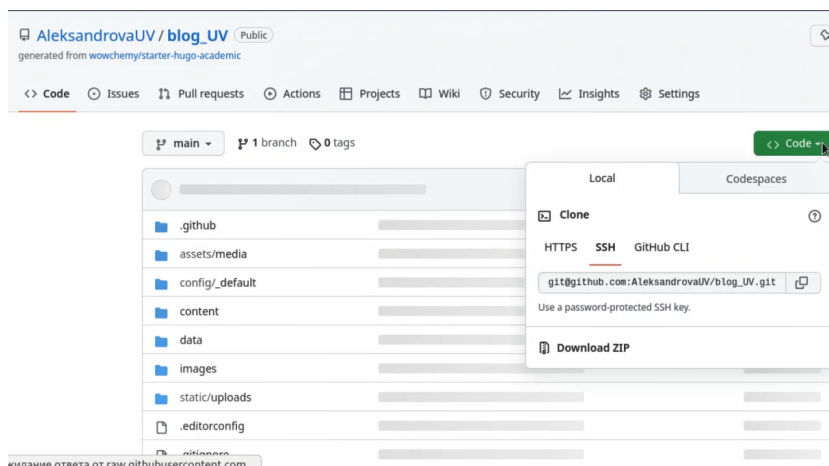 AleksandrovaUV / blog_UV Public
generated from wowchemy/starter-hugo-academic
<> Code Issues Pull requests Actions Projects Wiki Security Insights Settings
main 1 branch 0 tags <> Code
Local Codespaces
Clone
HTTPS SSH GitHub CLI
git@github.com:AleksandrovaUV/blog_UV.git
Use a password-protected SSH key.
Download ZIP
.github
assets/media
config/_default
content
data
images
static/uploads
.editorconfig
.gitignore
ответа от raw.githubusercontent.com